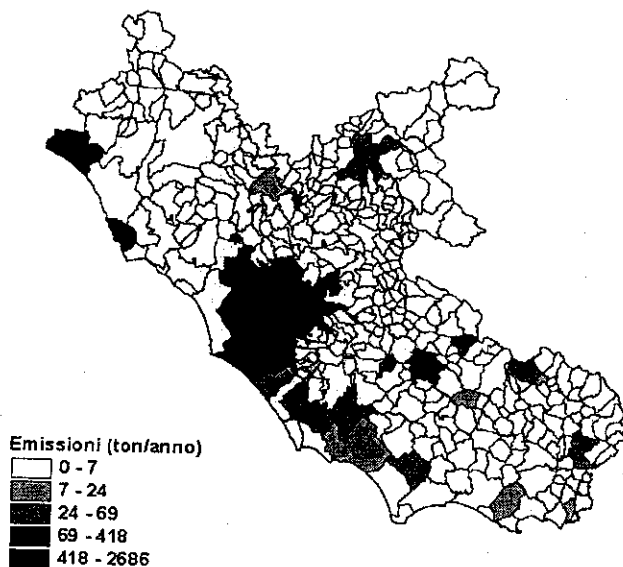 Emissioni (ton/anno)
0 - 7
7 - 24
24 - 69
69 - 418
418 - 2686